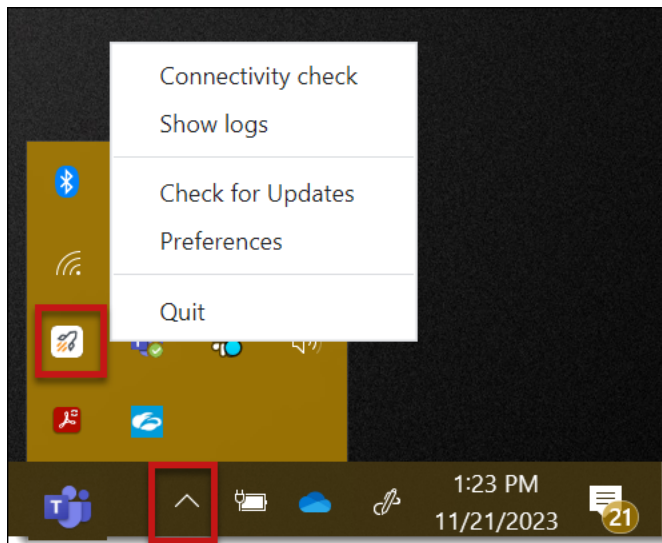 Connectivity check
Show logs
Check for Updates
Preferences
Quit
T
1:23 PM
11/21/2023
21